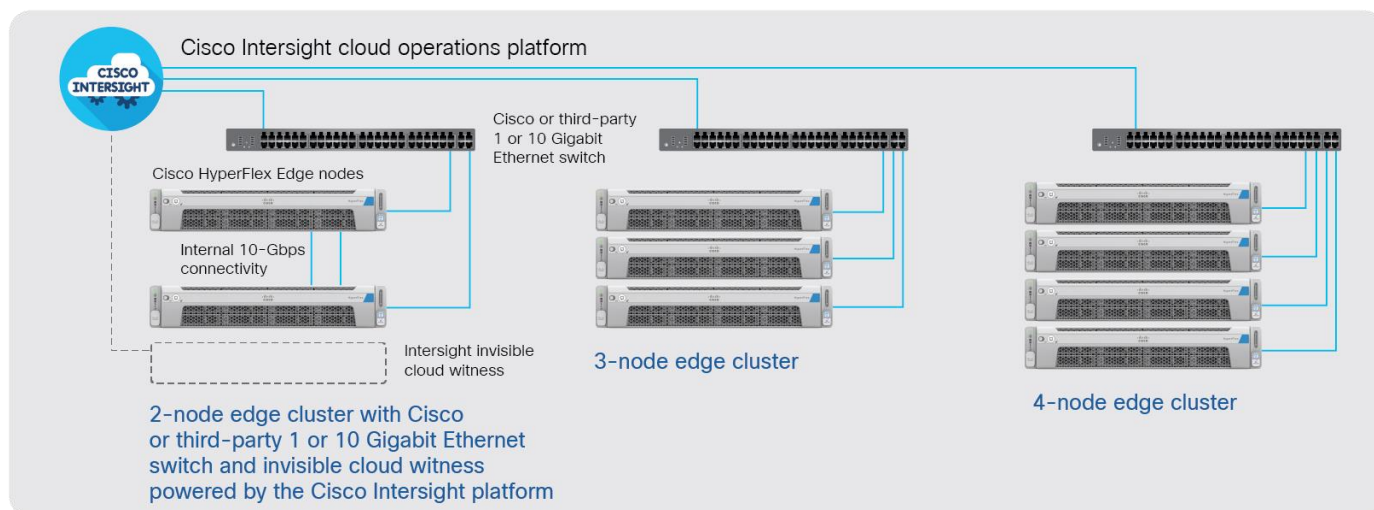 Cisco Intersight cloud operations platform
CISCO
INTERSIGHT
Cisco or third-party
1 or 10 Gigabit
Ethernet switch
Cisco HyperFlex Edge nodes
Internal 10-Gbps
connectivity
Intersight invisible
cloud witness
2-node edge cluster with Cisco
or third-party 1 or 10 Gigabit Ethernet
switch and invisible cloud witness
powered by the Cisco Intersight platform
3-node edge cluster
4-node edge cluster